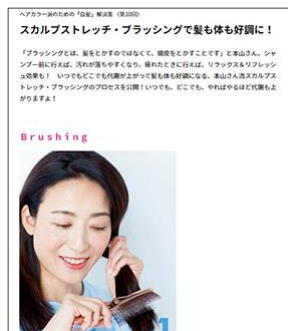 ヘアカラー派のための「白髪」解決塾 《第10回》
スカルプストレッチ・ブラッシングで髪も体も好調に！
「ブラッシングとは、髪をとかすのではなくて、頭皮をとかすことです」と本山さん。シャ
ンプー前に行えば、汚れが落ちやすくなり、疲れたときに行えば、リラックス＆リフレッシ
ュ効果も！　いつでもどこでも代謝が上がって髪も体も好調になる、本山さん流スカルプス
トレッチ・ブラッシングのプロセスを公開！いつでも、どこでも、やればやるほど代謝も上
がりますよ！
Brushing
1